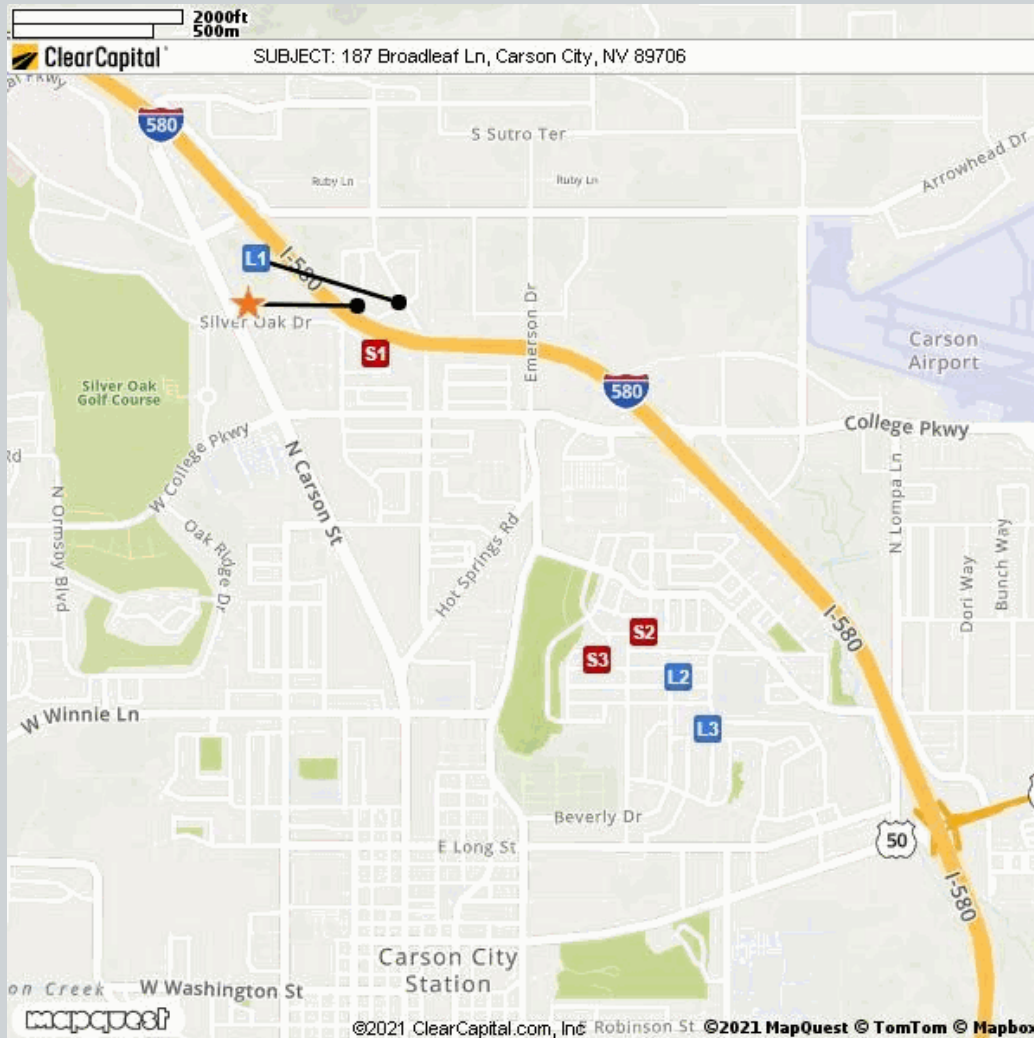 2000ft
500m
ClearCapital
SUBJECT: 187 Broadleaf Ln, Carson City, NV 89706
580
S Sutro Ter
Arrowhead Dr
Ruby Ln
Ruby Ln
L1
I-580
Silver Oak Dr
S1
Emerson Dr
Carson
Airport
Silver Oak
Golf Course
580
College Pkwy
W College Pkwy
N Carson St
Rd
N Ormsby Blvd
Oak Ridge Dr
Hot Springs Rd
N Lompa Ln
Dori Way
Bunch Way
I-580
S2
S3
L2
W Winnie Ln
L3
Beverly Dr
E Long St
50
I-580
Carson City
Station
on Creek
W Washington St
mapquest
©2021 ClearCapital.com, Inc
Robinson St
©2021 MapQuest © TomTom © Mapbox